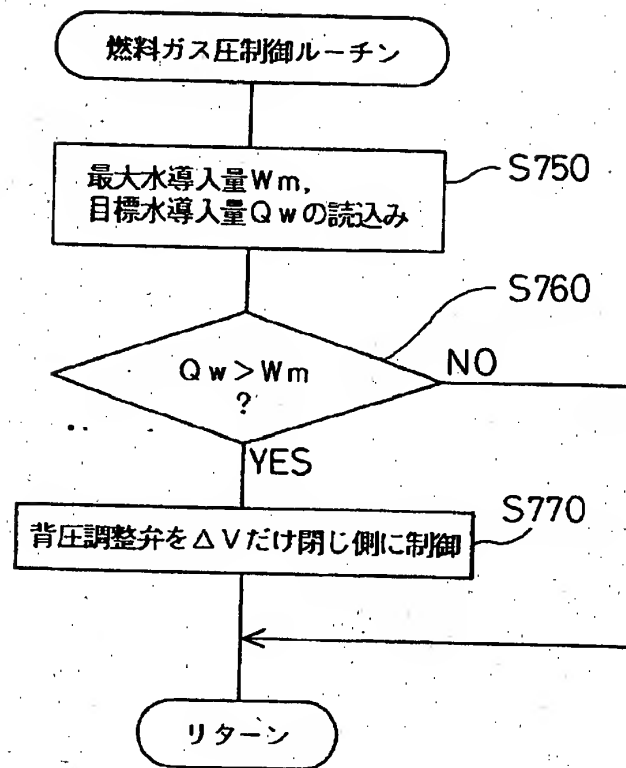 燃料ガス圧制御ルーチン
最大水導入量Wm,
目標水導入量Qwの読込み
S750
S760
Qw>Wm
?
NO
YES
S770
背圧調整弁を△Vだけ閉じ側に制御
リターン